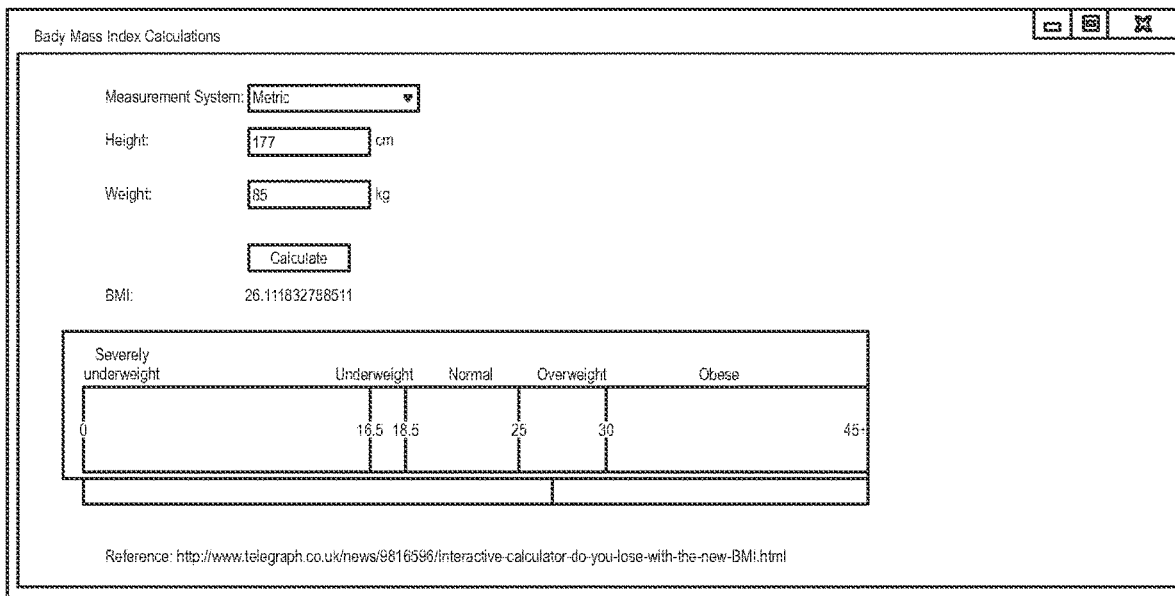 Bady Mass Index Calculations
Measurement System: Metric
Height: 177 cm
Weight: 85 kg
Calculate
BMI: 26.111832788511
Severely
underweight Underweight Normal Overweight Obese
0 16.5 18.5 25 30 45+
Reference: http://www.telegraph.co.uk/news/9816596/Interactive-calculator-do-you-lose-with-the-new-BMI.html